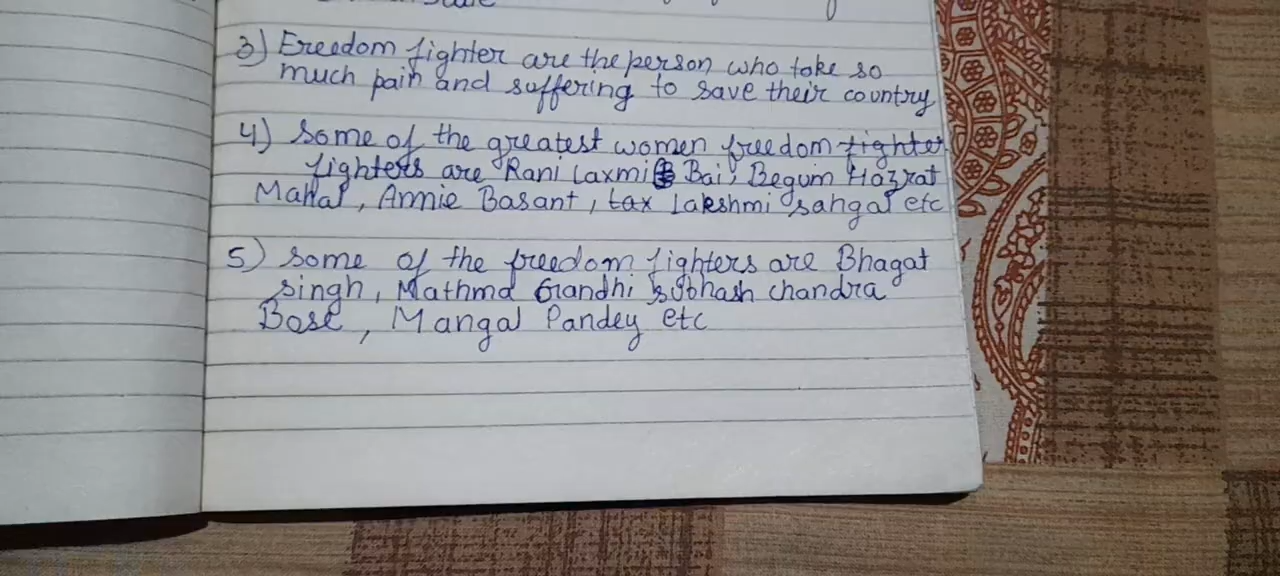 3) Freedom fighter are the person who take so
much pain and suffering to save their country
4) Some of the greatest women freedom fighter
fighters are Rani Laxmi Bai, Begum Hazrat
Mahal, Annie Basant, tax Lakshmi sahgal etc
5) Some of the freedom fighters are Bhagat
singh, Mathma Grandhi Subhash chandra
Bose, Mangal Pandey etc